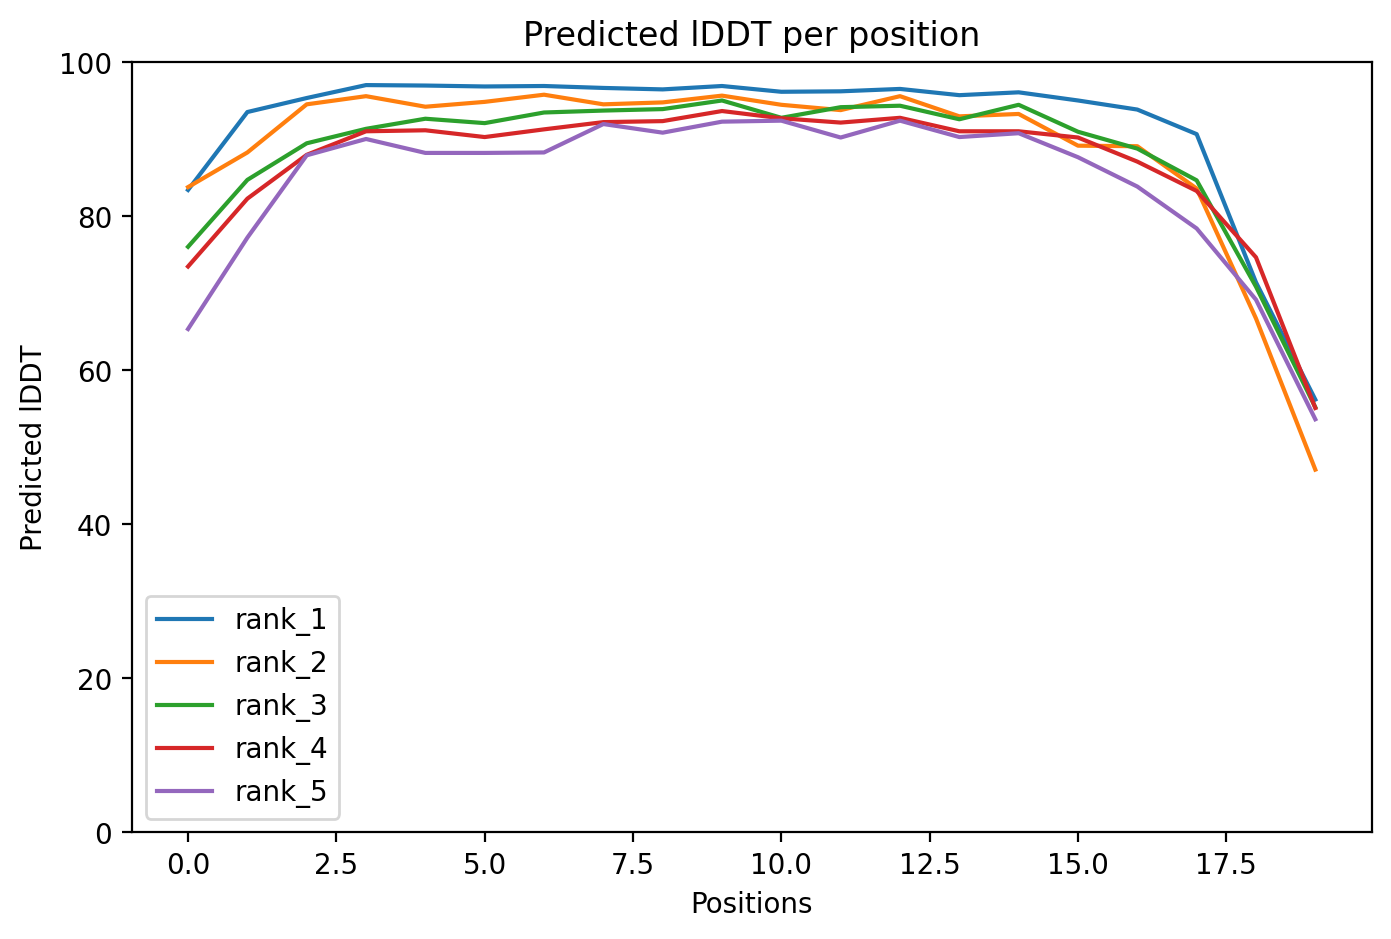 Predicted lDDT per position
100
80
60
40
20
0
Predicted lDDT
rank_1
rank_2
rank_3
rank_4
rank_5
0.0 2.5 5.0 7.5 10.0 12.5 15.0 17.5
Positions